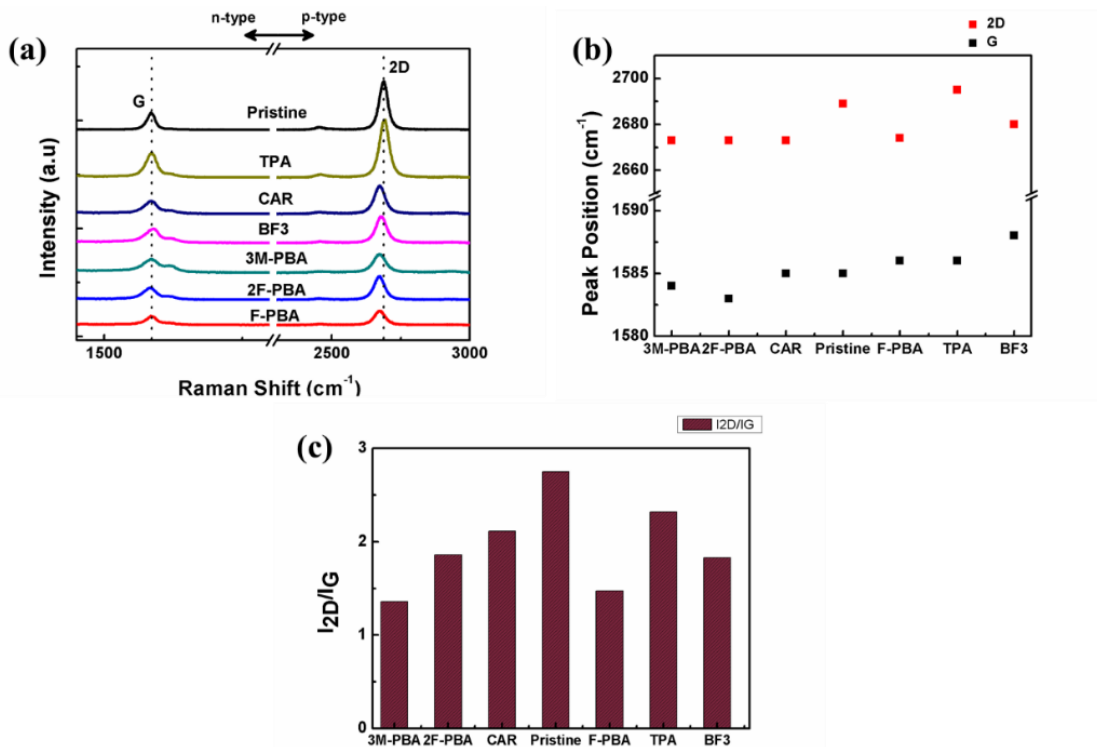 n-type p-type
(a)
G
2D
Pristine
TPA
CAR
BF3
3M-PBA
2F-PBA
F-PBA
Intensity (a.u)
1500 2500 3000
Raman Shift (cm-1)
(b)
2D
G
2700
2680
2660
1590
1585
1580
Peak Position (cm-1)
3M-PBA 2F-PBA CAR Pristine F-PBA TPA BF3
(c)
I2D/IG
3
2
1
0
I2D/IG
3M-PBA 2F-PBA CAR Pristine F-PBA TPA BF3